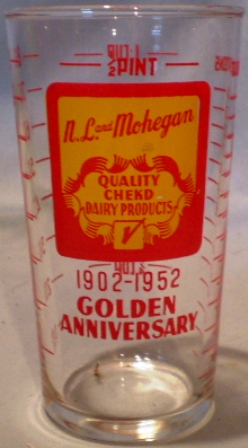 ½ PINT
N.L. and Mohegan
QUALITY
CHEKD
DAIRY PRODUCTS
1902-1952
GOLDEN
ANNIVERSARY